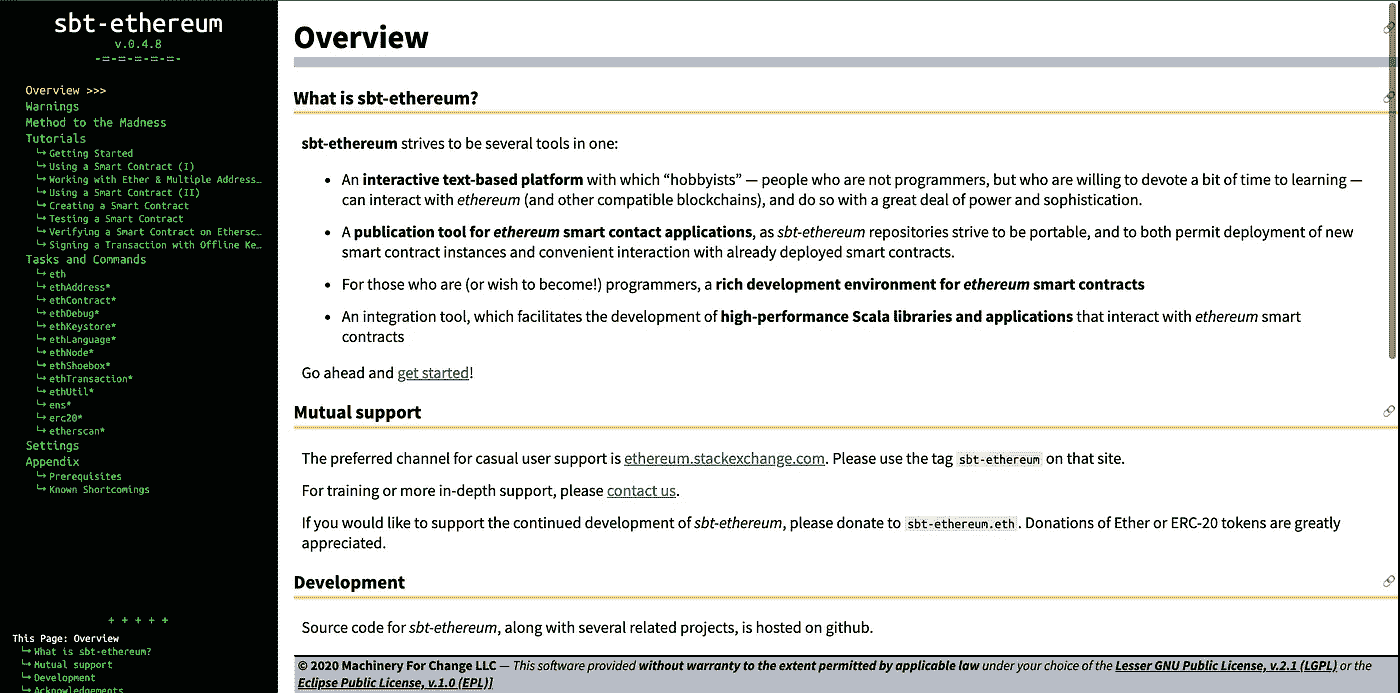 sbt-ethereum
v.0.4.8
-=-=-=-=-=-
Overview >>>
Warnings
Method to the Madness
Tutorials
↳ Getting Started
↳ Using a Smart Contract (I)
↳ Working with Ether & Multiple Address…
↳ Using a Smart Contract (II)
↳ Creating a Smart Contract
↳ Testing a Smart Contract
↳ Verifying a Smart Contract on Ethersc…
↳ Signing a Transaction with Offline Ke…
Tasks and Commands
↳ eth
↳ ethAddress*
↳ ethContract*
↳ ethDebug*
↳ ethKeystore*
↳ ethLanguage*
↳ ethNode*
↳ ethShoebox*
↳ ethTransaction*
↳ ethUtil*
↳ ens*
↳ erc20*
↳ etherscan*
Settings
Appendix
↳ Prerequisites
↳ Known Shortcomings
+ + + + +
This Page: Overview
↳ What is sbt-ethereum?
↳ Mutual support
↳ Development
↳ Acknowledgements
Overview
What is sbt-ethereum?
sbt-ethereum strives to be several tools in one:
• An interactive text-based platform with which “hobbyists” — people who are not programmers, but who are willing to devote a bit of time to learning —
can interact with ethereum (and other compatible blockchains), and do so with a great deal of power and sophistication.
• A publication tool for ethereum smart contact applications, as sbt-ethereum repositories strive to be portable, and to both permit deployment of new
smart contract instances and convenient interaction with already deployed smart contracts.
• For those who are (or wish to become!) programmers, a rich development environment for ethereum smart contracts
• An integration tool, which facilitates the development of high-performance Scala libraries and applications that interact with ethereum smart
contracts
Go ahead and get started!
Mutual support
The preferred channel for casual user support is ethereum.stackexchange.com. Please use the tag sbt-ethereum on that site.
For training or more in-depth support, please contact us.
If you would like to support the continued development of sbt-ethereum, please donate to sbt-ethereum.eth. Donations of Ether or ERC-20 tokens are greatly
appreciated.
Development
Source code for sbt-ethereum, along with several related projects, is hosted on github.
© 2020 Machinery For Change LLC — This software provided without warranty to the extent permitted by applicable law under your choice of the Lesser GNU Public License, v.2.1 (LGPL) or the
Eclipse Public License, v.1.0 (EPL)]